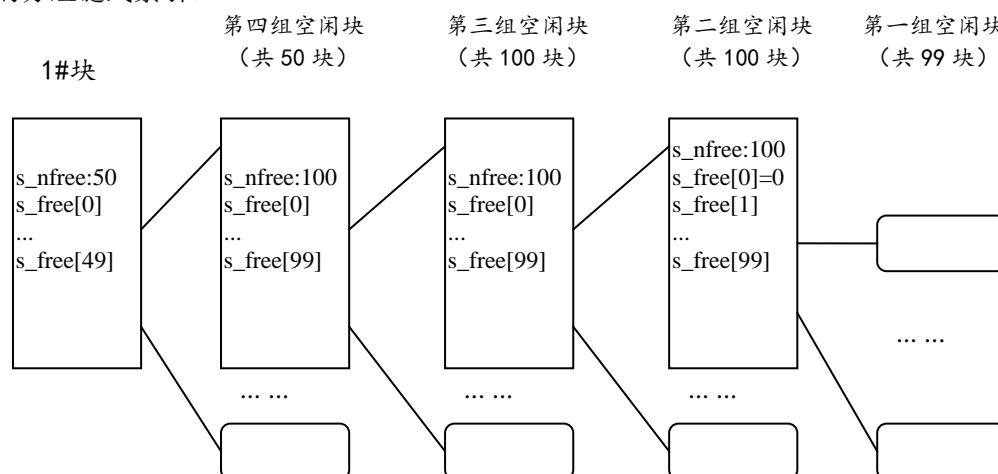 第四组空闲块
(共 50 块)
第三组空闲块
(共 100 块)
第二组空闲块
(共 100 块)
第一组空闲块
(共 99 块)
1#块
s_nfree:50
s_free[0]
...
s_free[49]
s_nfree:100
s_free[0]
...
s_free[99]
s_nfree:100
s_free[0]
...
s_free[99]
s_nfree:100
s_free[0]=0
s_free[1]
...
s_free[99]
... ...
... ...
... ...
... ...